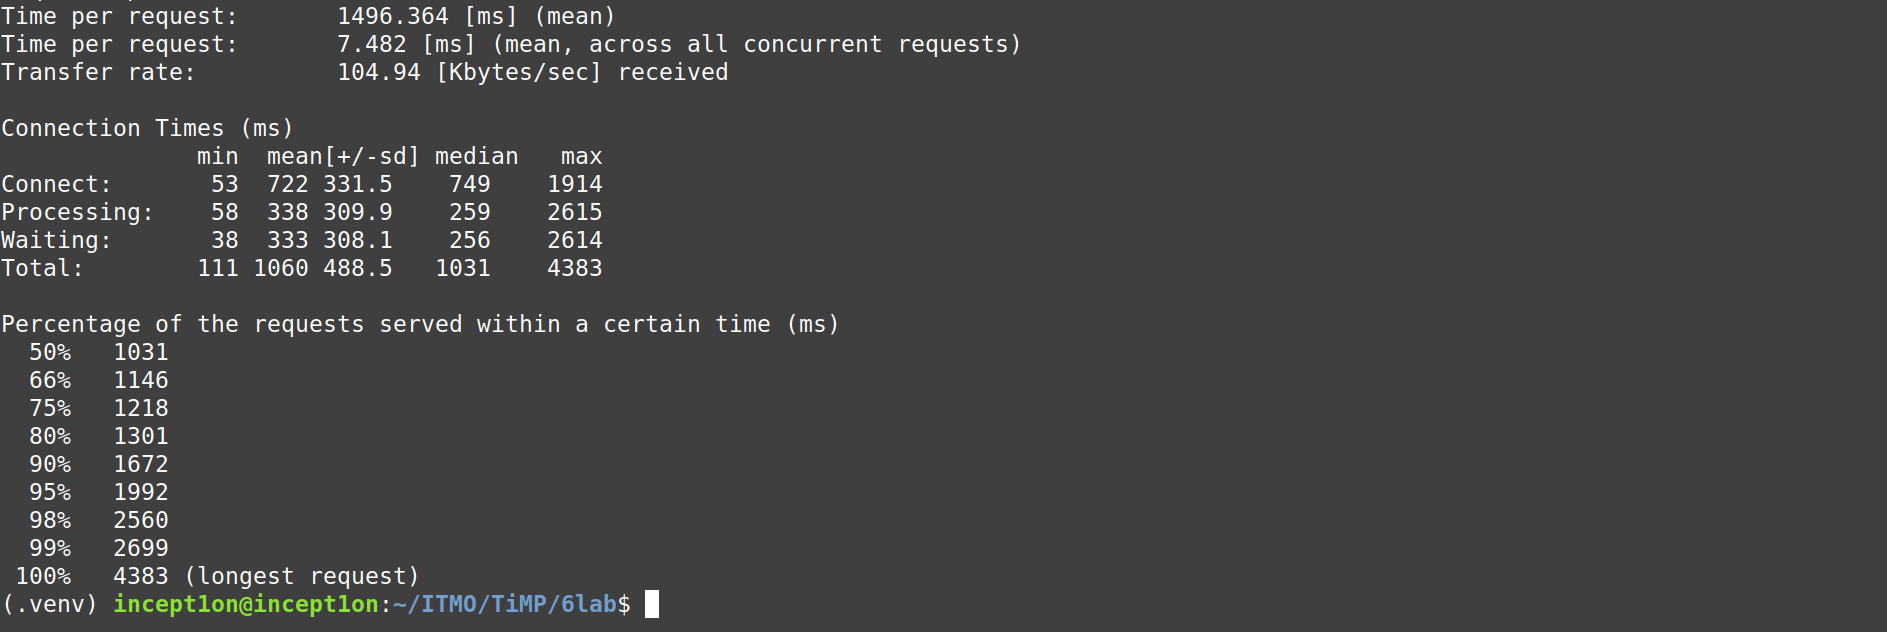 Time per request:       1496.364 [ms] (mean)
Time per request:       7.482 [ms] (mean, across all concurrent requests)
Transfer rate:          104.94 [Kbytes/sec] received

Connection Times (ms)
              min  mean[+/-sd] median   max
Connect:       53  722 331.5    749    1914
Processing:    58  338 309.9    259    2615
Waiting:       38  333 308.1    256    2614
Total:        111 1060 488.5   1031    4383

Percentage of the requests served within a certain time (ms)
  50%   1031
  66%   1146
  75%   1218
  80%   1301
  90%   1672
  95%   1992
  98%   2560
  99%   2699
 100%   4383 (longest request)
(.venv) incept1on@incept1on:~/ITMO/TiMP/6lab$